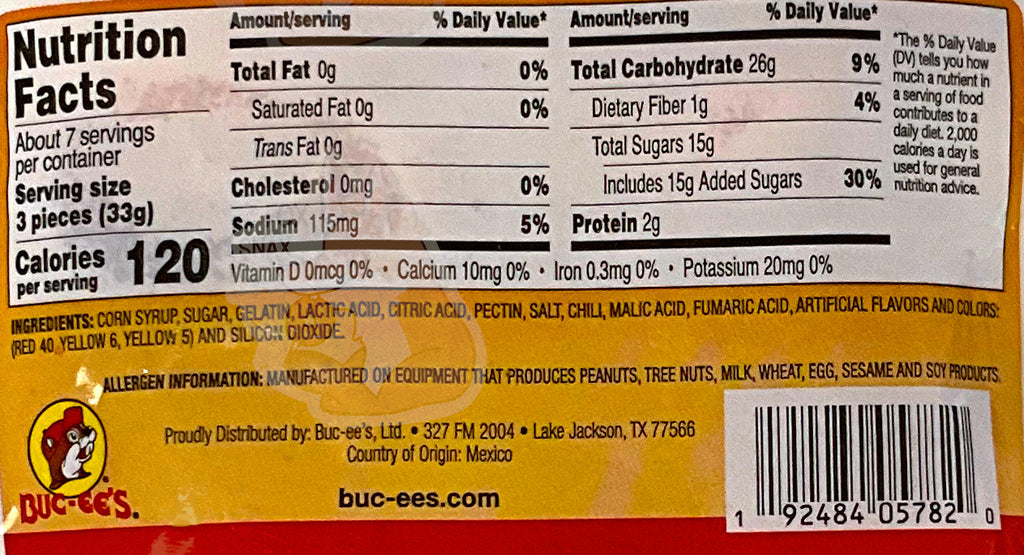 Nutrition
Facts
About 7 servings
per container
Serving size
3 pieces (33g)
Calories
per serving
120
Amount/serving % Daily Value*
Total Fat 0g 0%
Saturated Fat 0g 0%
Trans Fat 0g
Cholesterol 0mg 0%
Sodium 115mg 5%
Amount/serving % Daily Value*
Total Carbohydrate 26g 9%
Dietary Fiber 1g 4%
Total Sugars 15g
Includes 15g Added Sugars 30%
Protein 2g
Vitamin D 0mcg 0% • Calcium 10mg 0% • Iron 0.3mg 0% • Potassium 20mg 0%
*The % Daily Value
(DV) tells you how
much a nutrient in
a serving of food
contributes to a
daily diet. 2,000
calories a day is
used for general
nutrition advice.
INGREDIENTS: CORN SYRUP, SUGAR, GELATIN, LACTIC ACID, CITRIC ACID, PECTIN, SALT, CHILI, MALIC ACID, FUMARIC ACID, ARTIFICIAL FLAVORS AND COLORS:
(RED 40, YELLOW 6, YELLOW 5) AND SILICON DIOXIDE.
ALLERGEN INFORMATION: MANUFACTURED ON EQUIPMENT THAT PRODUCES PEANUTS, TREE NUTS, MILK, WHEAT, EGG, SESAME AND SOY PRODUCTS.
Proudly Distributed by: Buc-ee's, Ltd. • 327 FM 2004 • Lake Jackson, TX 77566
Country of Origin: Mexico
buc-ees.com
BUC-EE'S.
1 92484 05782 0